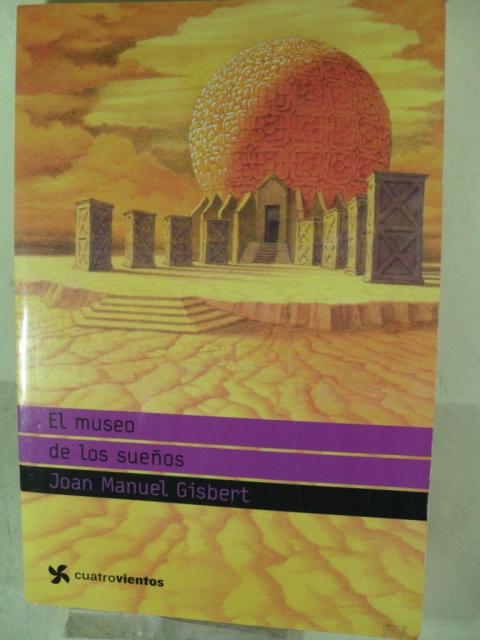 El museo
de los sueños
Joan Manuel Gisbert
cuatrovientos